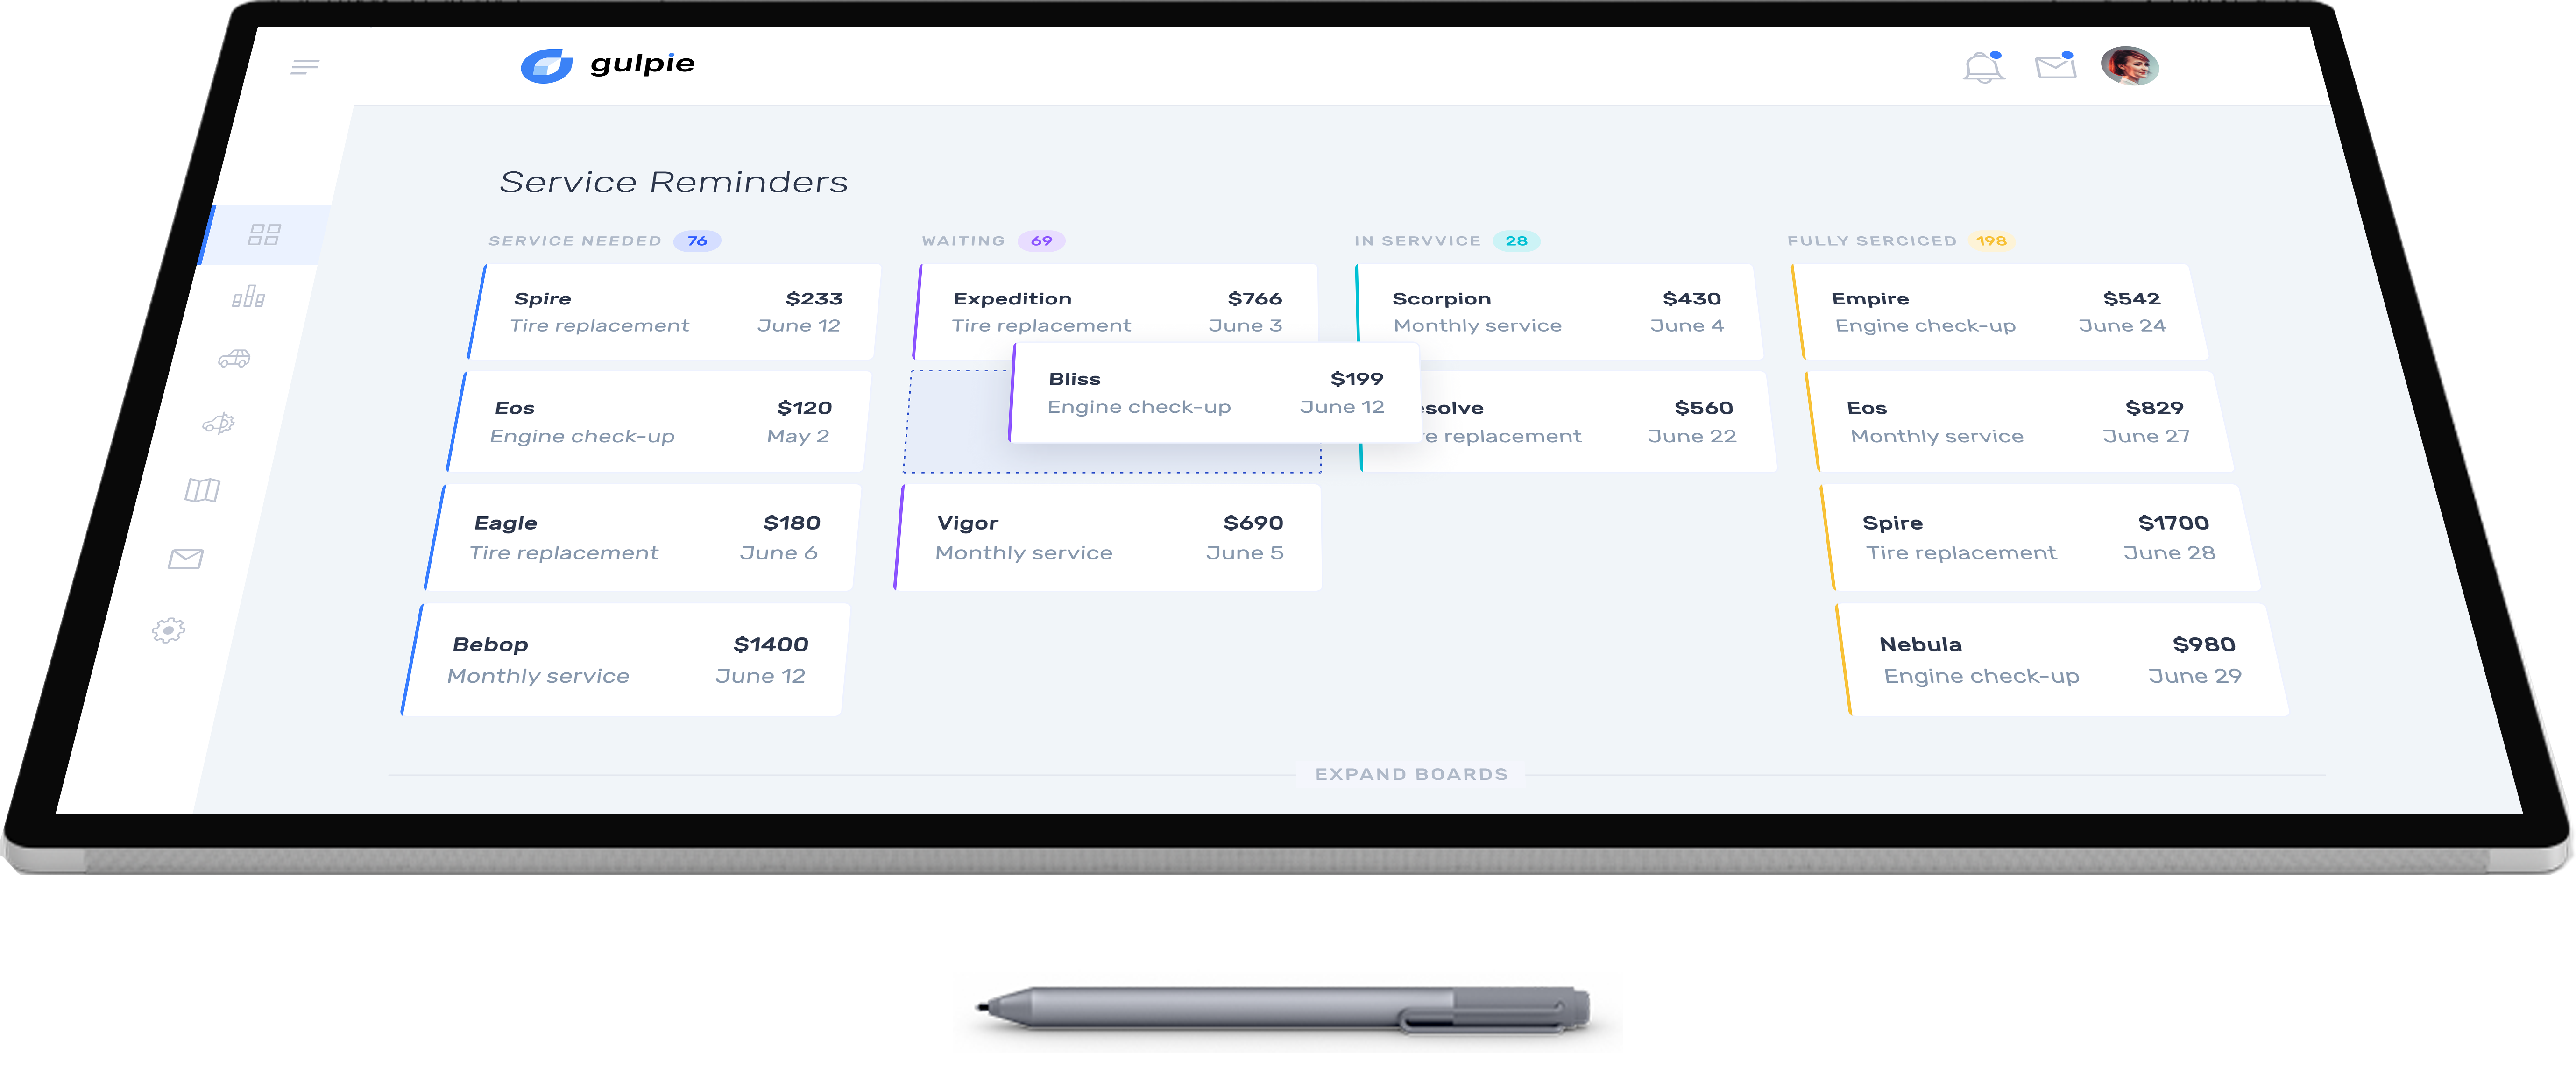 gulpie
Service Reminders
SERVICE NEEDED 76
Spire $233
Tire replacement June 12
Eos $120
Engine check-up May 2
Eagle $180
Tire replacement June 6
Bebop $1400
Monthly service June 12
WAITING 69
Expedition $766
Tire replacement June 3
Bliss $199
Engine check-up June 12
Vigor $690
Monthly service June 5
IN SERVVICE 28
Scorpion $430
Monthly service June 4
esolve $560
e replacement June 22
FULLY SERCICED 198
Empire $542
Engine check-up June 24
Eos $829
Monthly service June 27
Spire $1700
Tire replacement June 28
Nebula $980
Engine check-up June 29
EXPAND BOARDS